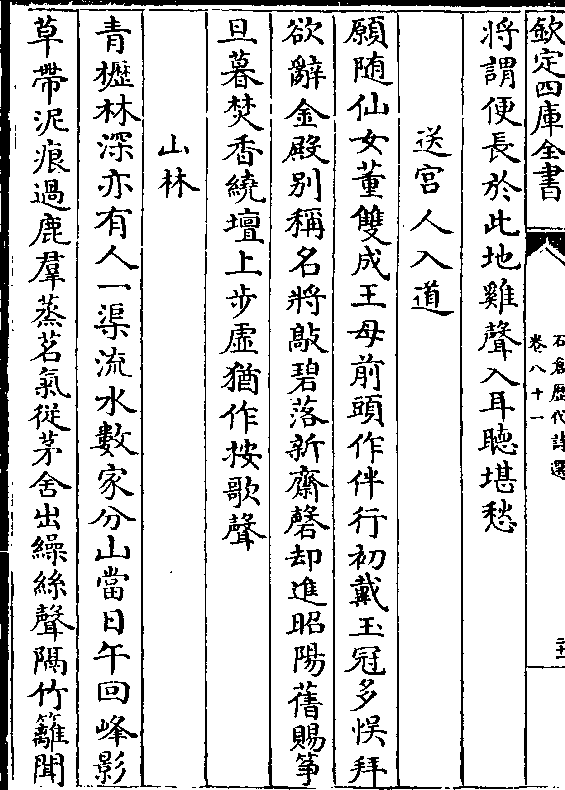 欽定四庫全書
石倉歷代詩選
卷八十一
將謂便長於此地雞聲入耳聽堪愁
送宮人入道
願隨仙女董雙成王母前頭作伴行初戴玉冠多悞拜
欲辭金殿别稱名將敲碧落新齋磬却進昭陽舊賜箏
旦暮焚香繞壇上步虛猶作按歌聲
山林
青櫪林深亦有人一渠流水數家分山當日午回峰影
草帶泥痕過鹿羣蒸茗氣從茅舍出繰絲聲隔竹籬聞